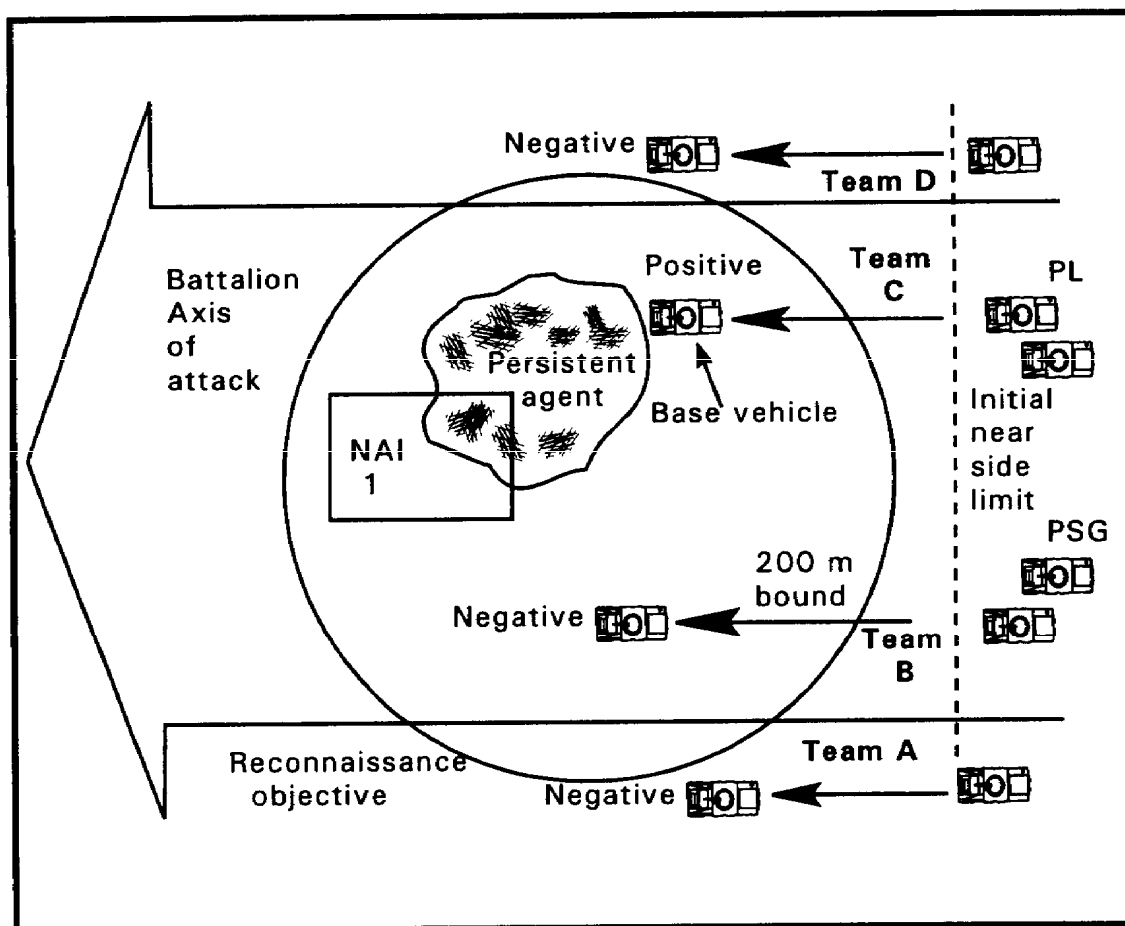 Negative
Team D
Battalion
Axis
of
attack
Positive
Team
C
PL
Persistent
agent
Base vehicle
Initial
near
side
limit
NAI
1
PSG
200 m
bound
Negative
Team
B
Team A
Reconnaissance
objective
Negative